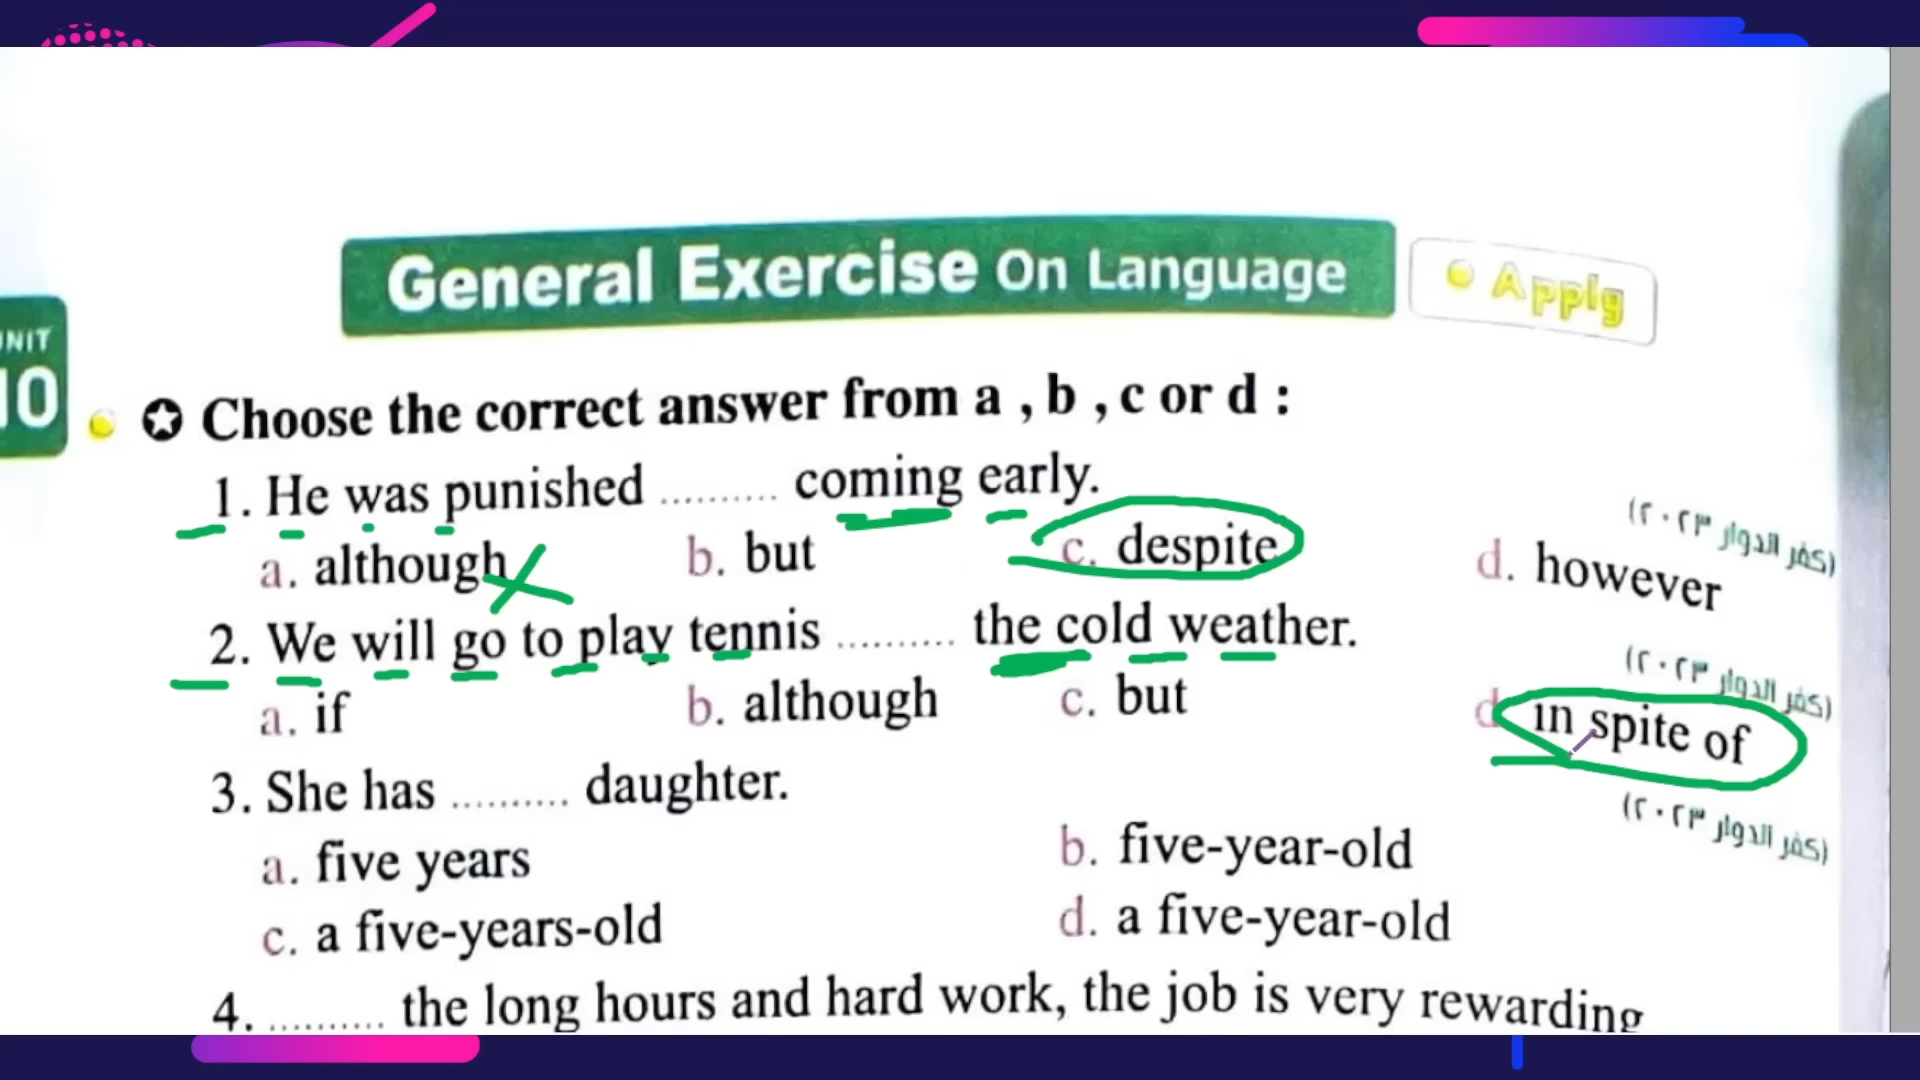 General Exercise On Language
Apply
UNIT
10
Choose the correct answer from a , b , c or d :
1. He was punished .......... coming early.
(كفر الدوار ٢٠٢٣)
a. although b. but c. despite d. however
2. We will go to play tennis .......... the cold weather.
(كفر الدوار ٢٠٢٣)
a. if b. although c. but d. in spite of
3. She has .......... daughter.
(كفر الدوار ٢٠٢٣)
a. five years b. five-year-old
c. a five-years-old d. a five-year-old
4. .......... the long hours and hard work, the job is very rewarding